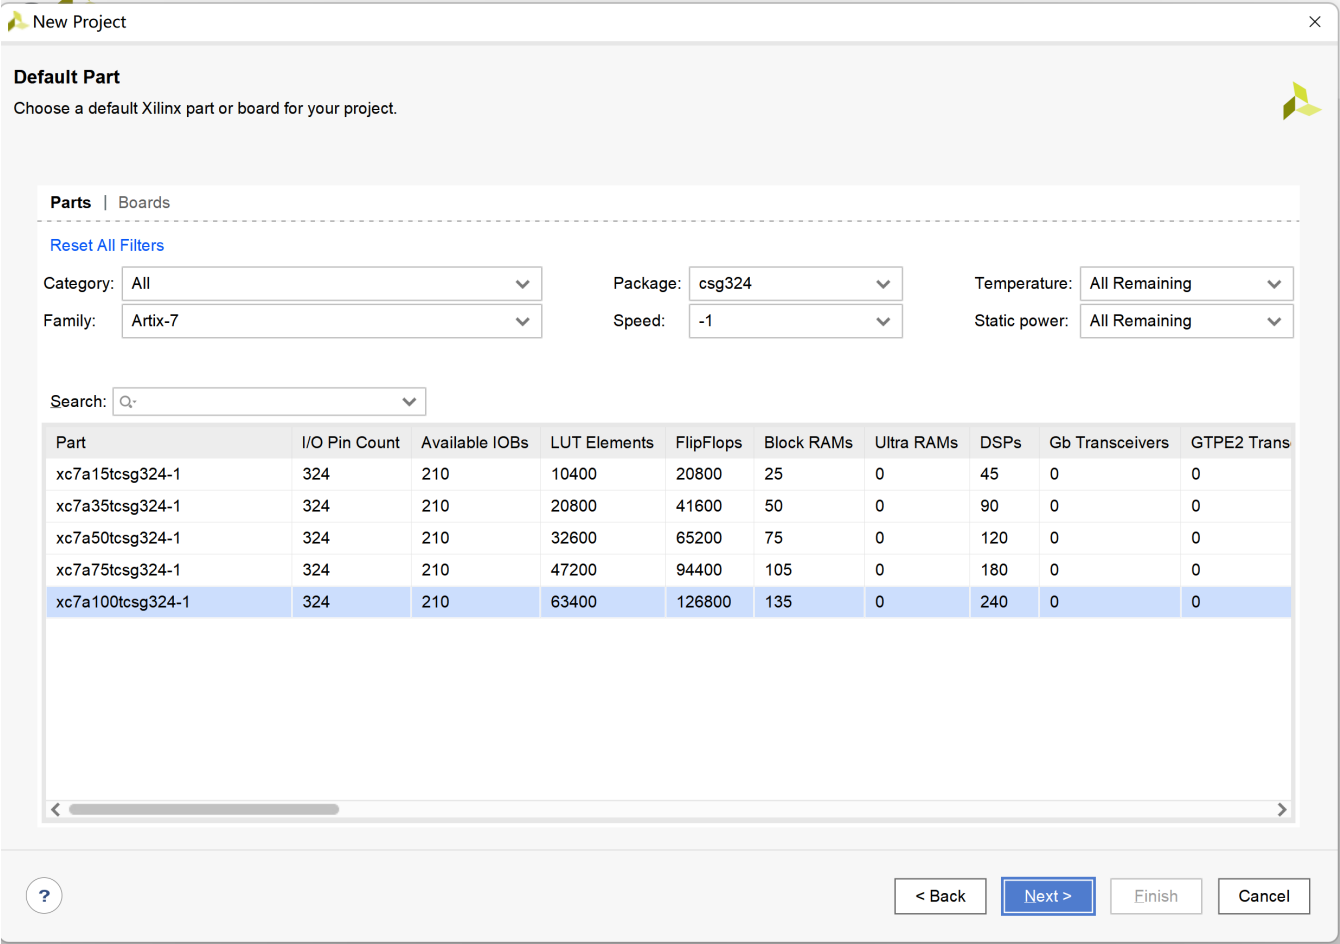 New Project
Default Part
Choose a default Xilinx part or board for your project.
Parts | Boards
Reset All Filters
Category: All Package: csg324 Temperature: All Remaining
Family: Artix-7 Speed: -1 Static power: All Remaining
Search:
Part I/O Pin Count Available IOBs LUT Elements FlipFlops Block RAMs Ultra RAMs DSPs Gb Transceivers GTPE2 Trans
xc7a15tcsg324-1 324 210 10400 20800 25 0 45 0 0
xc7a35tcsg324-1 324 210 20800 41600 50 0 90 0 0
xc7a50tcsg324-1 324 210 32600 65200 75 0 120 0 0
xc7a75tcsg324-1 324 210 47200 94400 105 0 180 0 0
xc7a100tcsg324-1 324 210 63400 126800 135 0 240 0 0
? < Back Next > Finish Cancel